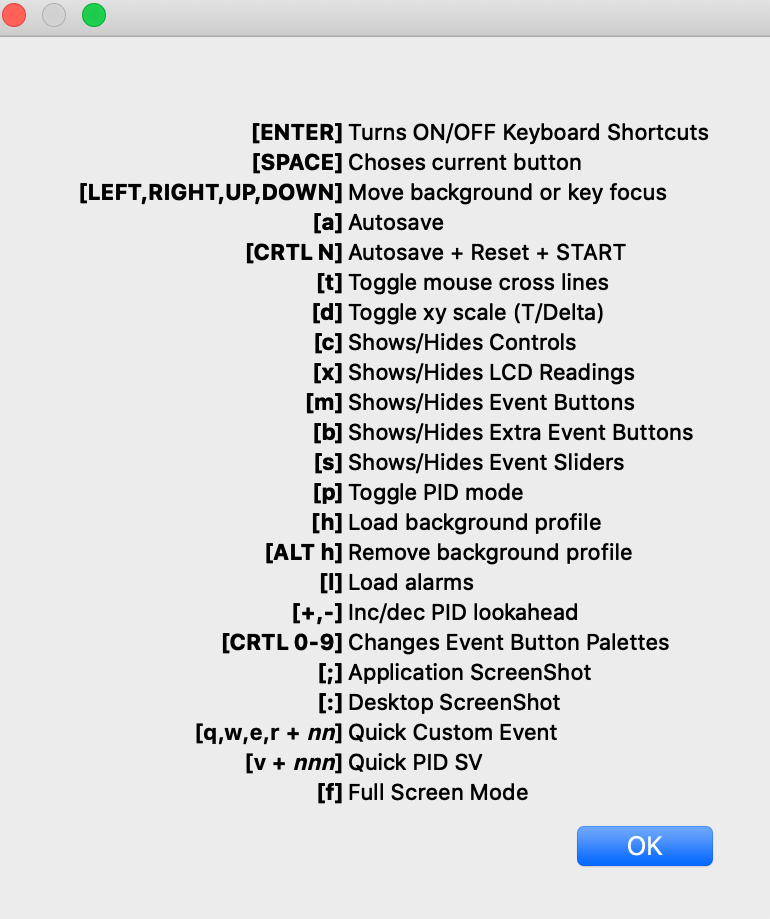 [ENTER] Turns ON/OFF Keyboard Shortcuts
[SPACE] Choses current button
[LEFT,RIGHT,UP,DOWN] Move background or key focus
[a] Autosave
[CRTL N] Autosave + Reset + START
[t] Toggle mouse cross lines
[d] Toggle xy scale (T/Delta)
[c] Shows/Hides Controls
[x] Shows/Hides LCD Readings
[m] Shows/Hides Event Buttons
[b] Shows/Hides Extra Event Buttons
[s] Shows/Hides Event Sliders
[p] Toggle PID mode
[h] Load background profile
[ALT h] Remove background profile
[l] Load alarms
[+,-] Inc/dec PID lookahead
[CRTL 0-9] Changes Event Button Palettes
[;] Application ScreenShot
[:] Desktop ScreenShot
[q,w,e,r + nn] Quick Custom Event
[v + nnn] Quick PID SV
[f] Full Screen Mode
OK